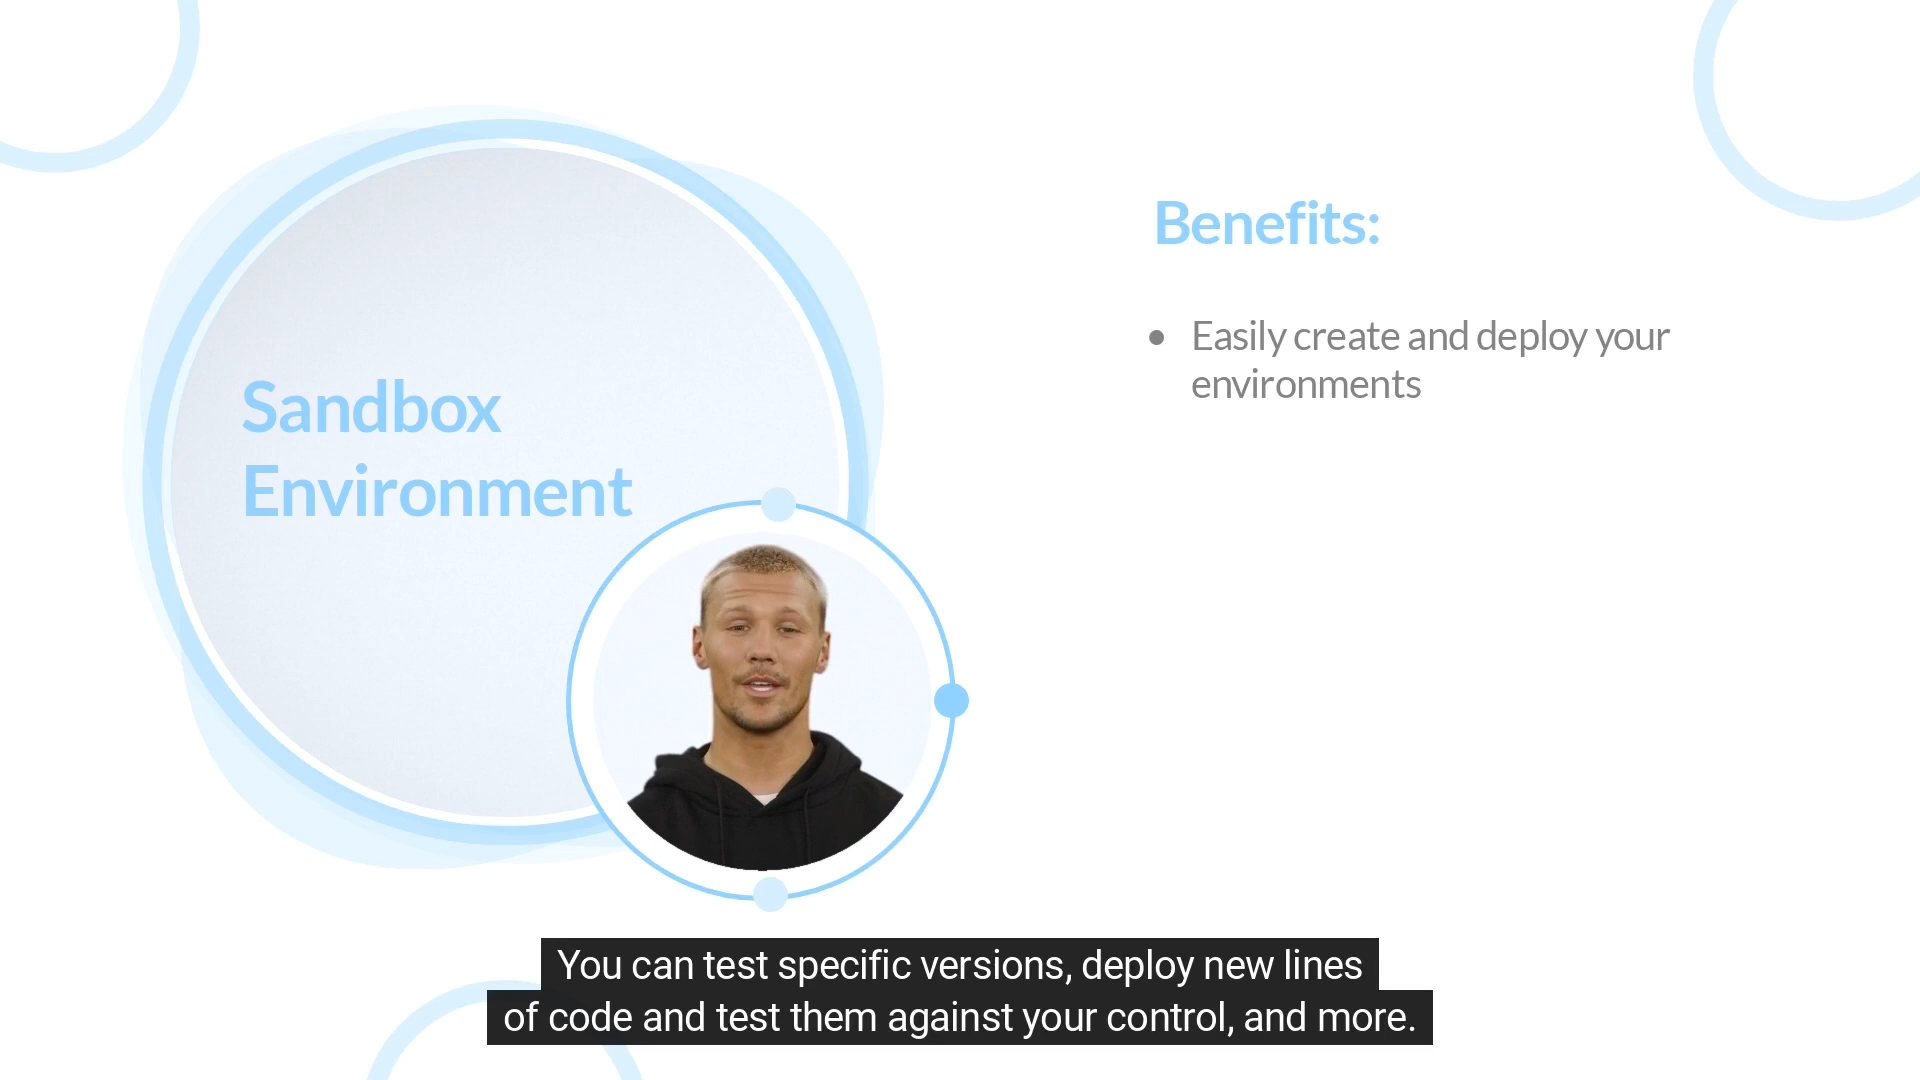 Sandbox
Environment
Benefits:
• Easily create and deploy your
environments
You can test specific versions, deploy new lines
of code and test them against your control, and more.